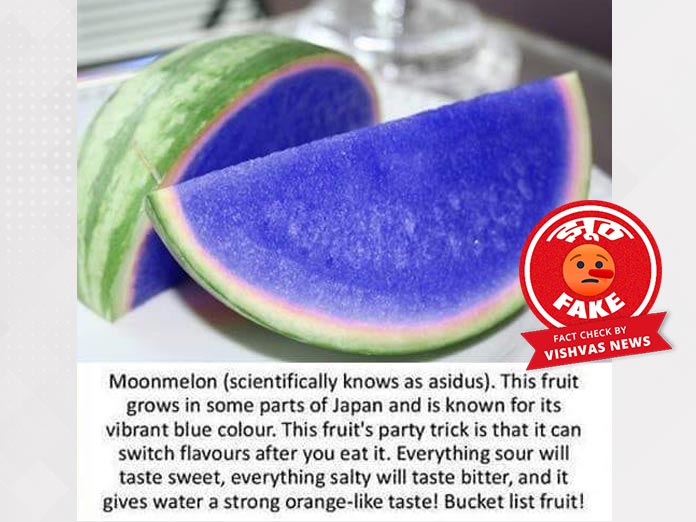 झूठ
FAKE
FACT CHECK BY
VISHVAS NEWS
Moonmelon (scientifically knows as asidus). This fruit
grows in some parts of Japan and is known for its
vibrant blue colour. This fruit's party trick is that it can
switch flavours after you eat it. Everything sour will
taste sweet, everything salty will taste bitter, and it
gives water a strong orange-like taste! Bucket list fruit!